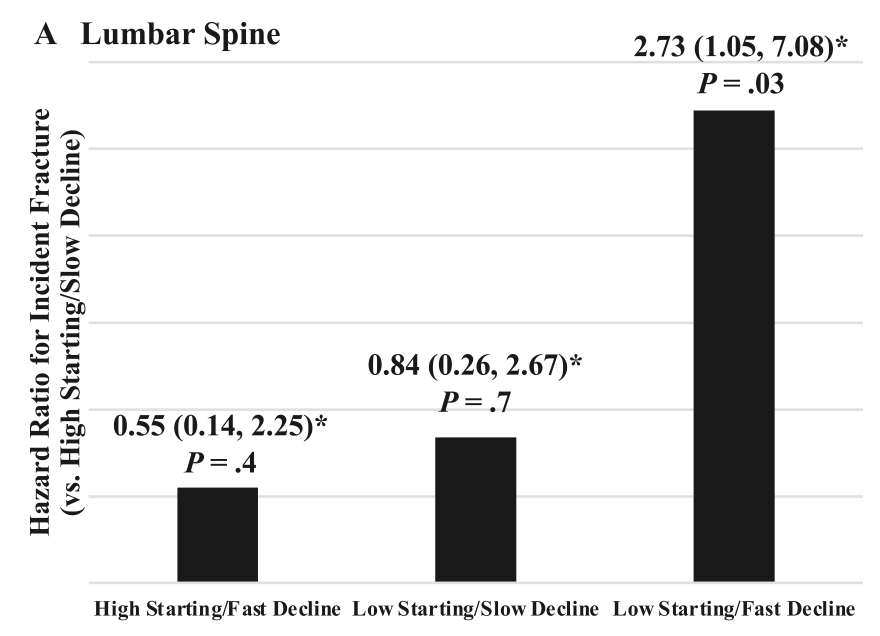 A Lumbar Spine
Hazard Ratio for Incident Fracture
(vs. High Starting/Slow Decline)
2.73 (1.05, 7.08)*
P = .03
0.84 (0.26, 2.67)*
P = .7
0.55 (0.14, 2.25)*
P = .4
High Starting/Fast Decline Low Starting/Slow Decline Low Starting/Fast Decline